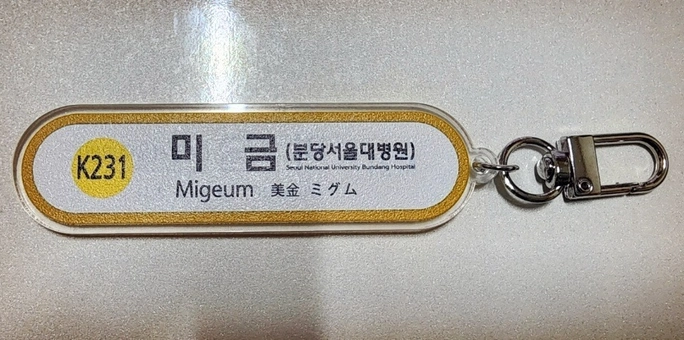 K231
미 금 (분당서울대병원)
Seoul National University Bundang Hospital
Migeum 美金 ミグム